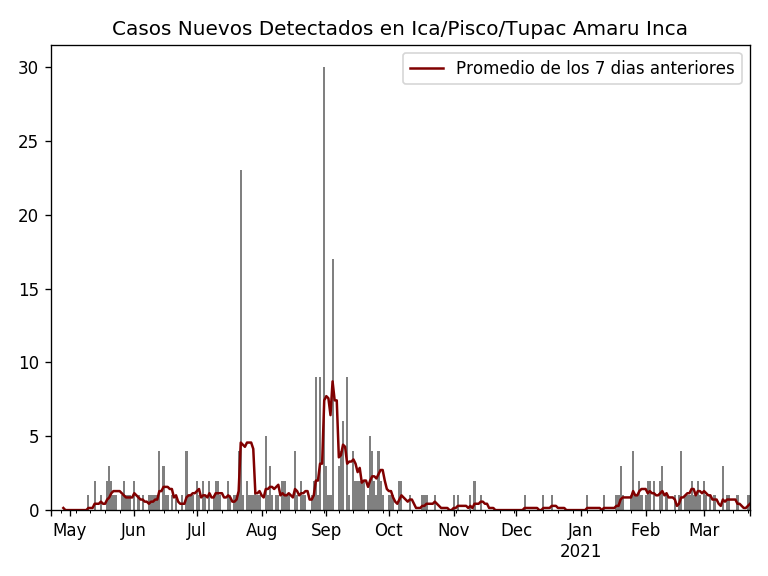 Casos Nuevos Detectados en Ica/Pisco/Tupac Amaru Inca
Promedio de los 7 dias anteriores
30
25
20
15
10
5
0
May Jun Jul Aug Sep Oct Nov Dec Jan Feb Mar
2021